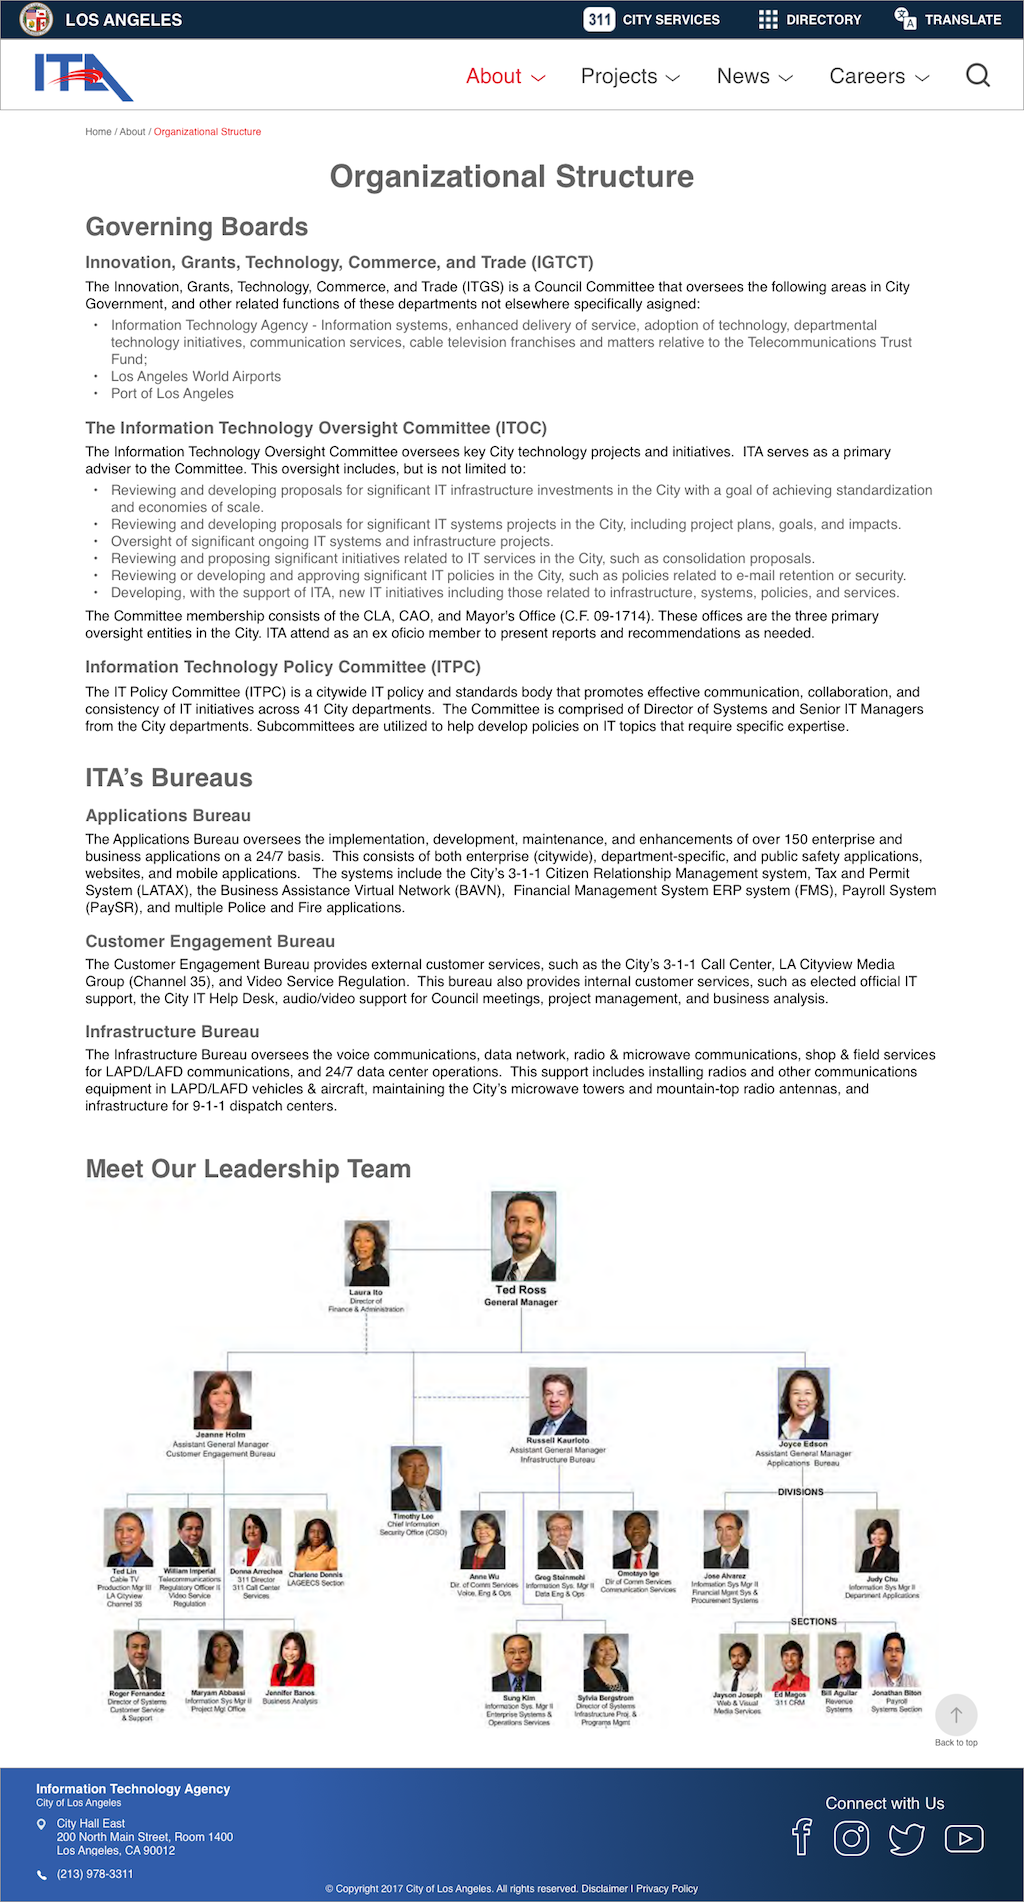 LOS ANGELES
311 CITY SERVICES
DIRECTORY
TRANSLATE
ITA
About
Projects
News
Careers
Home / About / Organizational Structure
Organizational Structure
Governing Boards
Innovation, Grants, Technology, Commerce, and Trade (IGTCT)
The Innovation, Grants, Technology, Commerce, and Trade (ITGS) is a Council Committee that oversees the following areas in City
Government, and other related functions of these departments not elsewhere specifically asigned:
• Information Technology Agency - Information systems, enhanced delivery of service, adoption of technology, departmental
technology initiatives, communication services, cable television franchises and matters relative to the Telecommunications Trust
Fund;
• Los Angeles World Airports
• Port of Los Angeles
The Information Technology Oversight Committee (ITOC)
The Information Technology Oversight Committee oversees key City technology projects and initiatives. ITA serves as a primary
adviser to the Committee. This oversight includes, but is not limited to:
• Reviewing and developing proposals for significant IT infrastructure investments in the City with a goal of achieving standardization
and economies of scale.
• Reviewing and developing proposals for significant IT systems projects in the City, including project plans, goals, and impacts.
• Oversight of significant ongoing IT systems and infrastructure projects.
• Reviewing and proposing significant initiatives related to IT services in the City, such as consolidation proposals.
• Reviewing or developing and approving significant IT policies in the City, such as policies related to e-mail retention or security.
• Developing, with the support of ITA, new IT initiatives including those related to infrastructure, systems, policies, and services.
The Committee membership consists of the CLA, CAO, and Mayor's Office (C.F. 09-1714). These offices are the three primary
oversight entities in the City. ITA attend as an ex oficio member to present reports and recommendations as needed.
Information Technology Policy Committee (ITPC)
The IT Policy Committee (ITPC) is a citywide IT policy and standards body that promotes effective communication, collaboration, and
consistency of IT initiatives across 41 City departments. The Committee is comprised of Director of Systems and Senior IT Managers
from the City departments. Subcommittees are utilized to help develop policies on IT topics that require specific expertise.
ITA's Bureaus
Applications Bureau
The Applications Bureau oversees the implementation, development, maintenance, and enhancements of over 150 enterprise and
business applications on a 24/7 basis. This consists of both enterprise (citywide), department-specific, and public safety applications,
websites, and mobile applications. The systems include the City's 3-1-1 Citizen Relationship Management system, Tax and Permit
System (LATAX), the Business Assistance Virtual Network (BAVN), Financial Management System ERP system (FMS), Payroll System
(PaySR), and multiple Police and Fire applications.
Customer Engagement Bureau
The Customer Engagement Bureau provides external customer services, such as the City's 3-1-1 Call Center, LA Cityview Media
Group (Channel 35), and Video Service Regulation. This bureau also provides internal customer services, such as elected official IT
support, the City IT Help Desk, audio/video support for Council meetings, project management, and business analysis.
Infrastructure Bureau
The Infrastructure Bureau oversees the voice communications, data network, radio & microwave communications, shop & field services
for LAPD/LAFD communications, and 24/7 data center operations. This support includes installing radios and other communications
equipment in LAPD/LAFD vehicles & aircraft, maintaining the City's microwave towers and mountain-top radio antennas, and
infrastructure for 9-1-1 dispatch centers.
Meet Our Leadership Team
Ted Ross
General Manager
Laura Ito
Director of
Finance & Administration
Jeanne Holm
Assistant General Manager
Customer Engagement Bureau
Russell Kaurloto
Assistant General Manager
Infrastructure Bureau
Joyce Edson
Assistant General Manager
Applications Bureau
Timothy Lee
Chief Information
Security Office (CISO)
DIVISIONS
Ted Lin
Cable TV
Production Mgr III
LA Cityview
Channel 35
William Imperial
Telecommunications
Regulatory Officer II
Video Service
Regulation
Donna Arrechea
311 Director
311 Call Center
Services
Charlene Dennis
LAGEECS Section
Anne Wu
Dir. of Comm Services
Voice, Eng & Ops
Greg Steinmehl
Information Sys. Mgr II
Data Eng & Ops
Omotayo Ige
Dir of Comm Services
Communication Services
Jose Alvarez
Information Sys Mgr II
Financial Mgmt Sys &
Procurement Systems
Judy Chu
Information Sys Mgr II
Department Applications
SECTIONS
Roger Fernandez
Director of Systems
Customer Service
& Support
Maryam Abbassi
Information Sys Mgr II
Project Mgt Office
Jennifer Banos
Business Analysis
Sung Kim
Information Sys. Mgr II
Enterprise Systems &
Operations Services
Sylvia Bergstrom
Director of Systems
Infrastructure Proj. &
Programs Mgmt
Jayson Joseph
Web & Visual
Media Services
Ed Magos
311 CRM
Bill Aguilar
Revenue
Systems
Jonathan Biton
Payroll
Systems Section
Back to top
Information Technology Agency
City of Los Angeles
City Hall East
200 North Main Street, Room 1400
Los Angeles, CA 90012
(213) 978-3311
Connect with Us
© Copyright 2017 City of Los Angeles. All rights reserved. Disclaimer | Privacy Policy